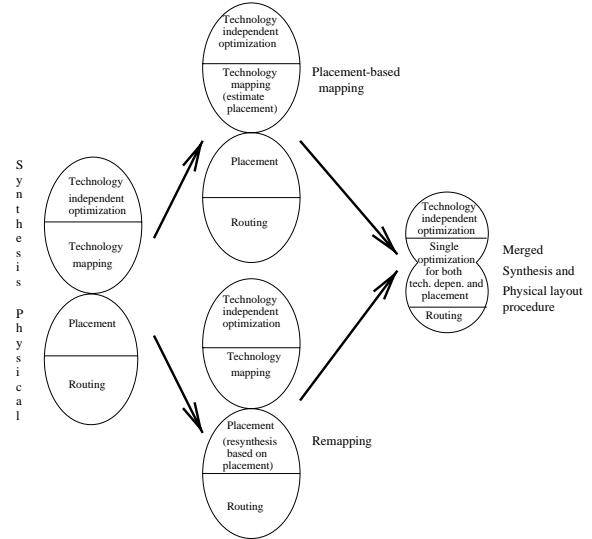 Technology
independent
optimization
Technology
mapping
(estimate
placement)
Placement-based
mapping
Placement
Routing
Synthesis
Technology
independent
optimization
Technology
mapping
Physical
Placement
Routing
Technology
independent
optimization
Technology
mapping
Placement
(resynthesis
based on
placement)
Remapping
Routing
Technology
independent
optimization
Single
optimization
for both
tech. depen. and
placement
Routing
Merged
Synthesis and
Physical layout
procedure